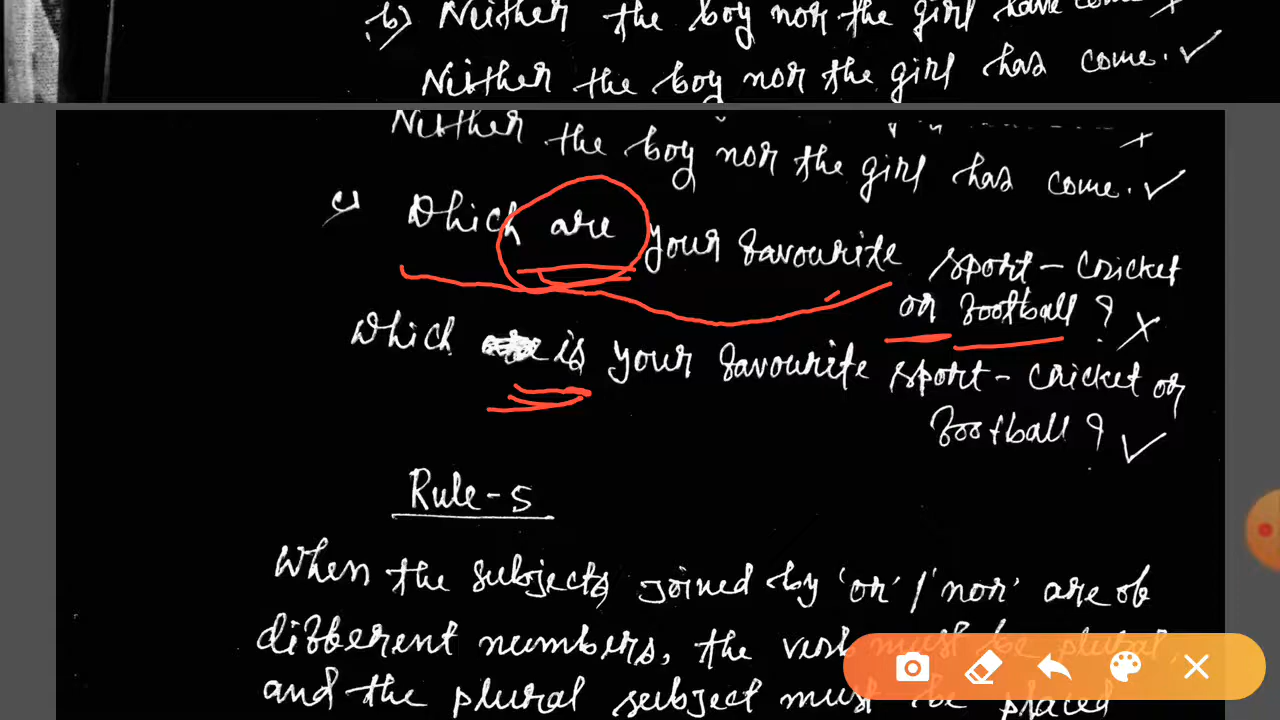 b) Neither the boy nor the girl have come. ×
Neither the boy nor the girl has come. ✓
Neither the boy nor the girl has come. ✓
c) Which are your favourite sport - cricket
or football ? ×
Which is your favourite sport - cricket or
football ? ✓
Rule-5
When the subjects joined by 'or' / 'nor' are of
different numbers, the verb must be plural,
and the plural subject must be placed